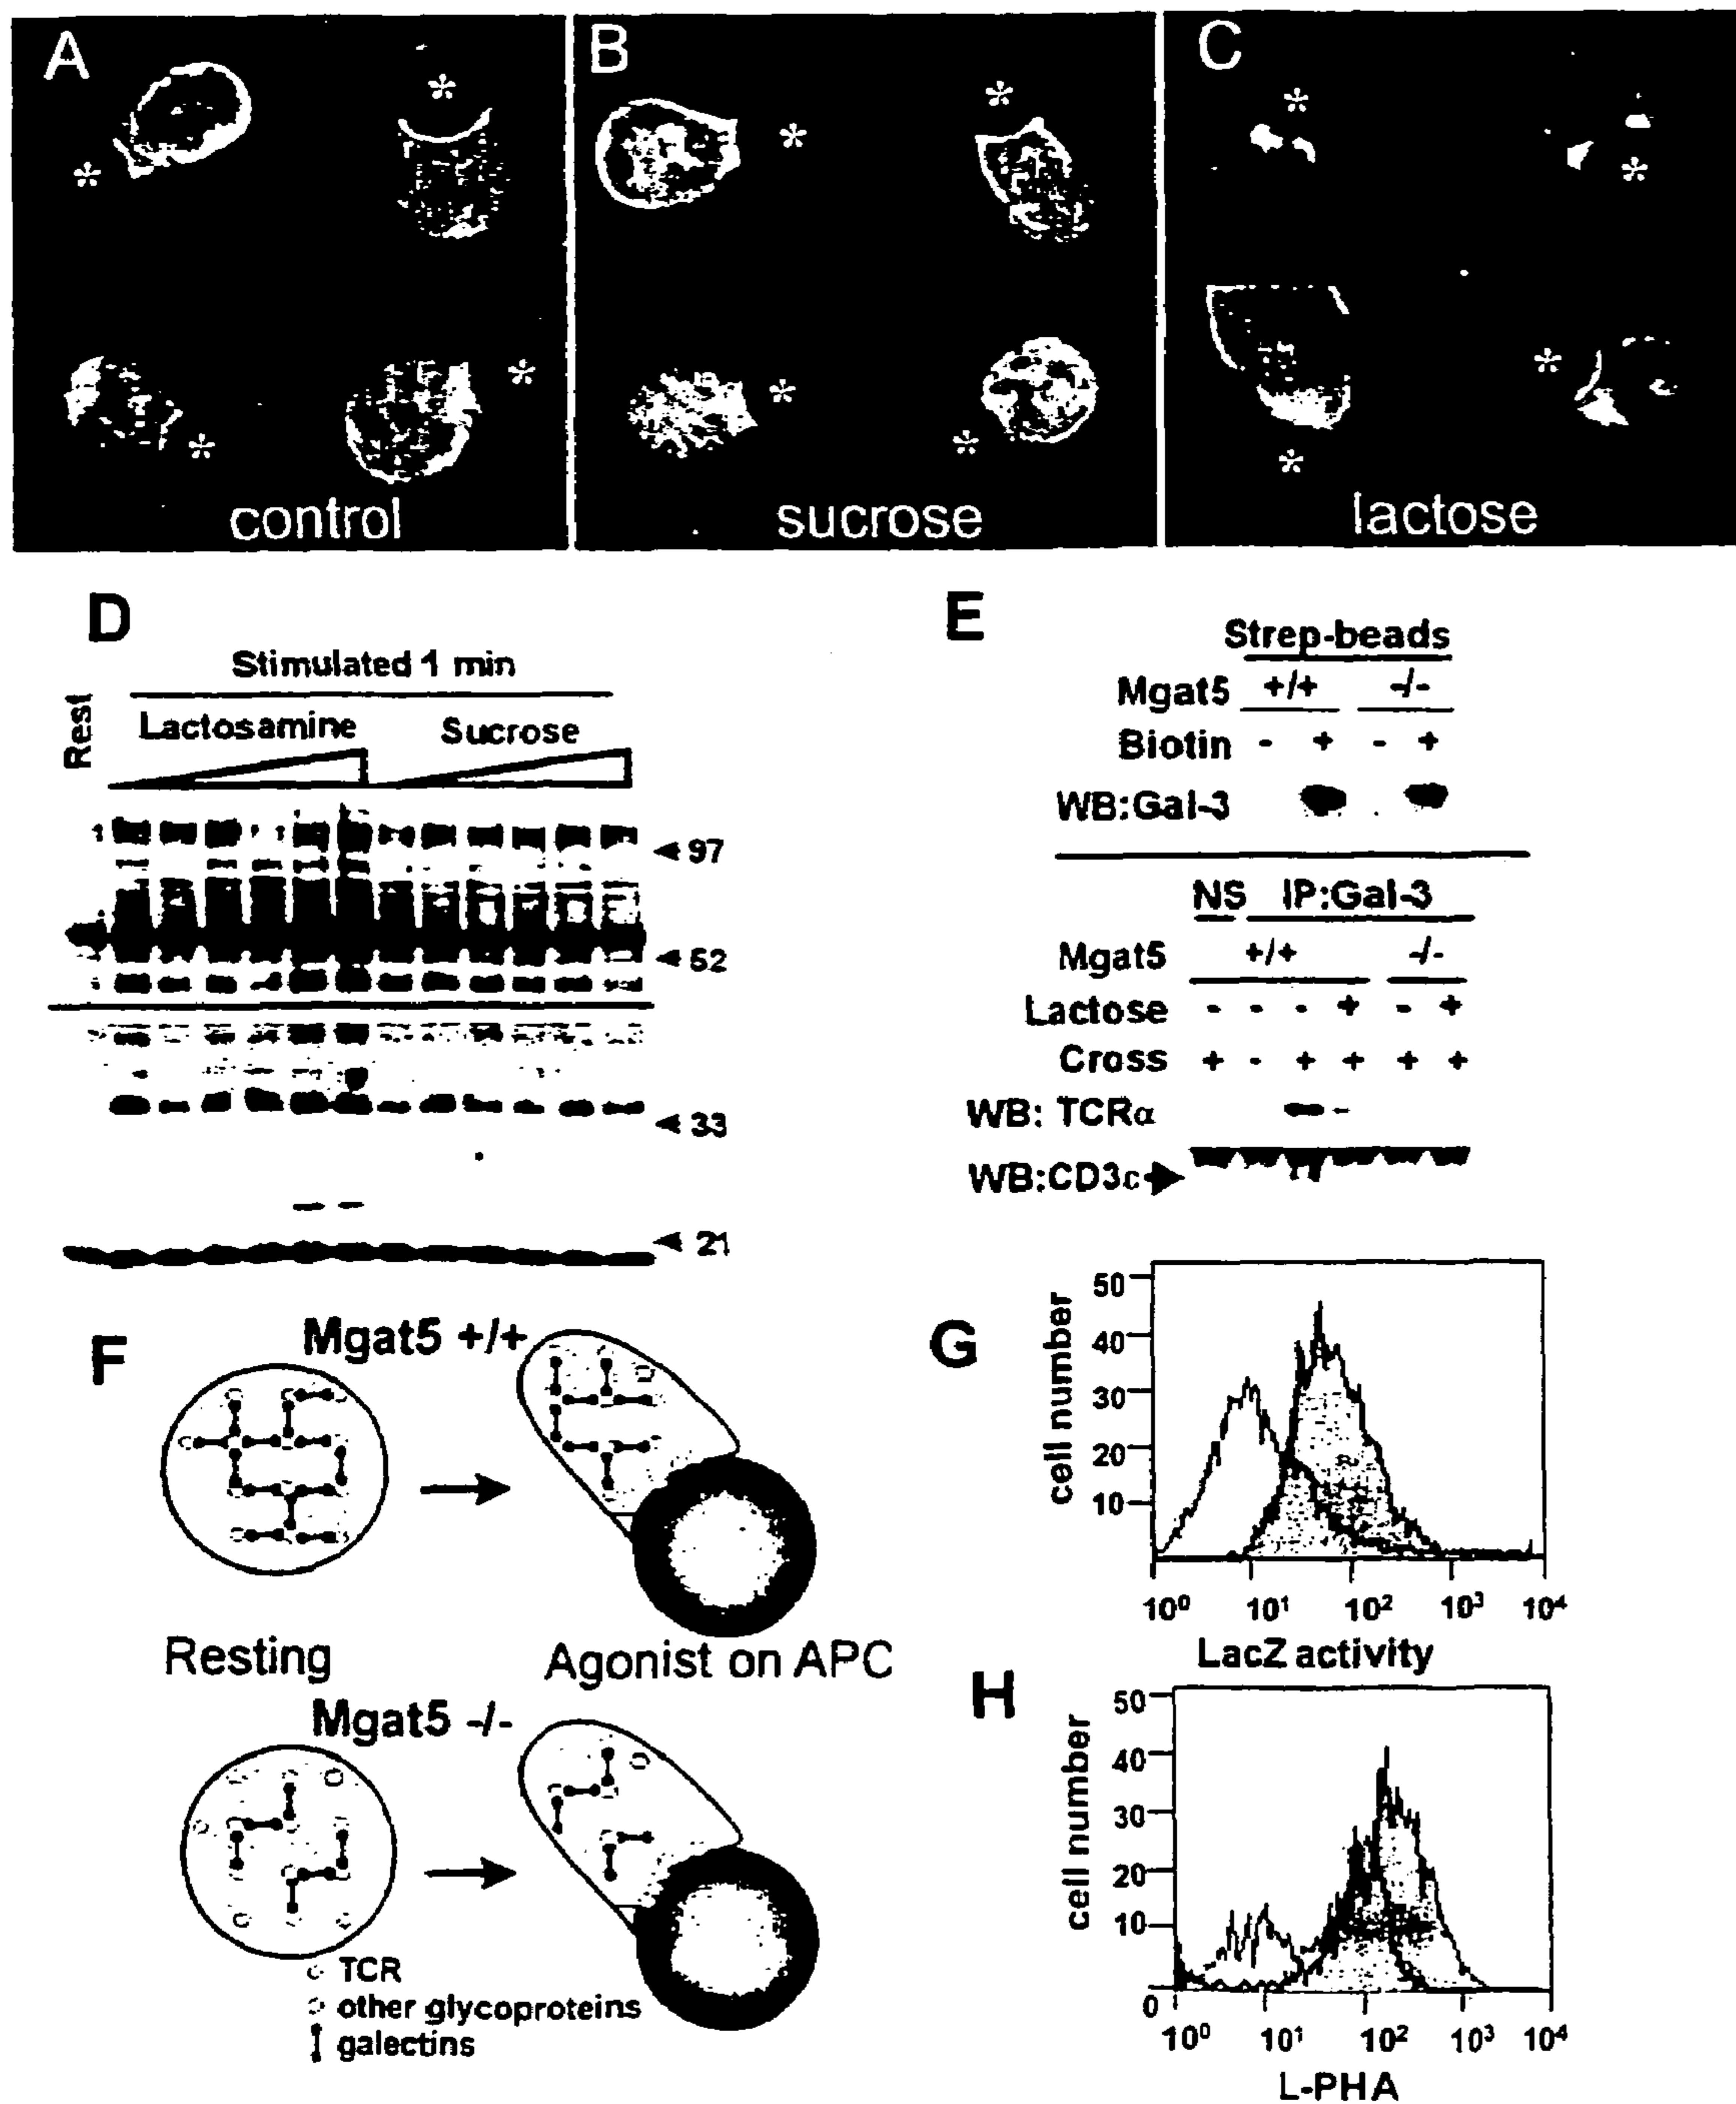 A
B
C
* * * * * *
* * * * * *
control
sucrose
lactose
D
Stimulated 1 min
Rest
Lactosamine
Sucrose
97
52
33
21
E
Strep-beads
Mgat5 +/+ -/-
Biotin - + - +
WB:Gal-3
NS IP:Gal-3
Mgat5 +/+ -/-
Lactose - - - + - +
Cross + - + + + +
WB: TCRα
WB:CD3ε
F
Mgat5 +/+
Resting
Agonist on APC
Mgat5 -/-
TCR
other glycoproteins
galectins
G
cell number
50
40
30
20
10
10⁰ 10¹ 10² 10³ 10⁴
LacZ activity
H
cell number
50
40
30
20
10
0
10⁰ 10¹ 10² 10³ 10⁴
L-PHA